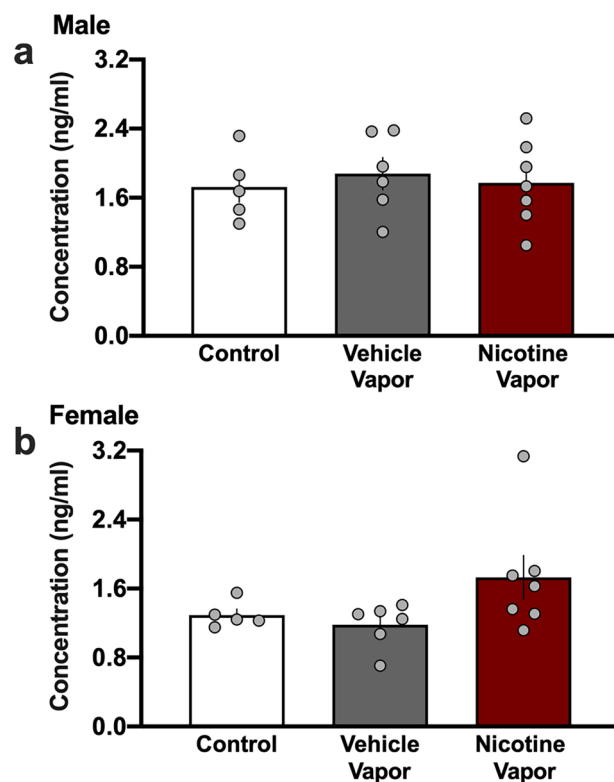 Male
a
Concentration (ng/ml)
3.2
2.4
1.6
0.8
0.0
Control
Vehicle
Vapor
Nicotine
Vapor
Female
b
Concentration (ng/ml)
3.2
2.4
1.6
0.8
0.0
Control
Vehicle
Vapor
Nicotine
Vapor